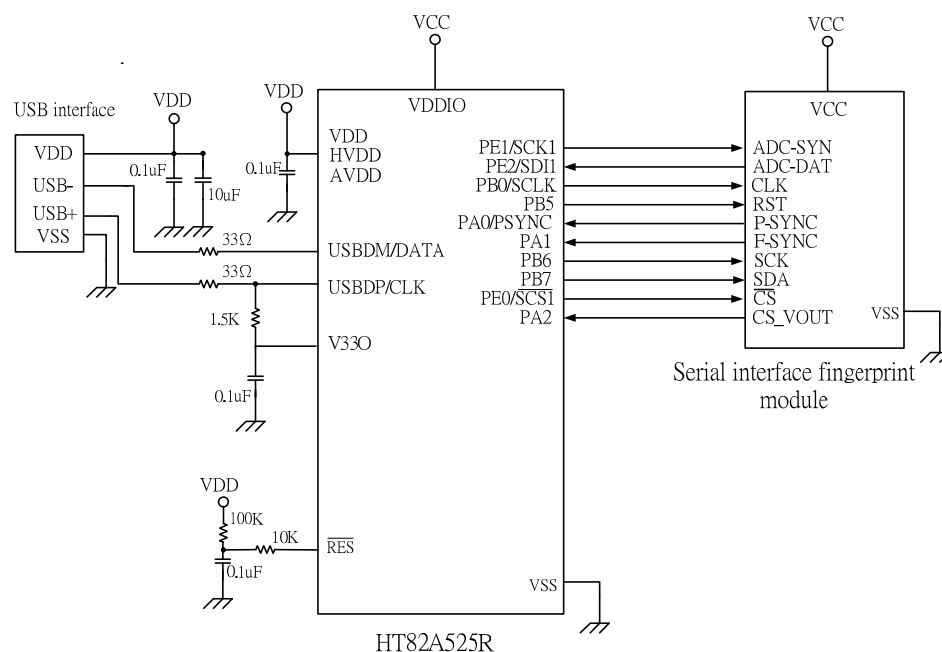 VCC
VCC
VDD
VDD
USB interface
VDD
USB-
USB+
VSS
0.1uF
10uF
0.1uF
33Ω
33Ω
1.5K
0.1uF
VDD
100K
10K
0.1uF
VDDIO
VDD
HVDD
AVDD
USBDM/DATA
USBDP/CLK
V33O
RES
PE1/SCK1
PE2/SDI1
PB0/SCLK
PB5
PA0/PSYNC
PA1
PB6
PB7
PE0/SCS1
PA2
VSS
HT82A525R
VCC
ADC-SYN
ADC-DAT
CLK
RST
P-SYNC
F-SYNC
SCK
SDA
CS
CS_VOUT
VSS
Serial interface fingerprint
module